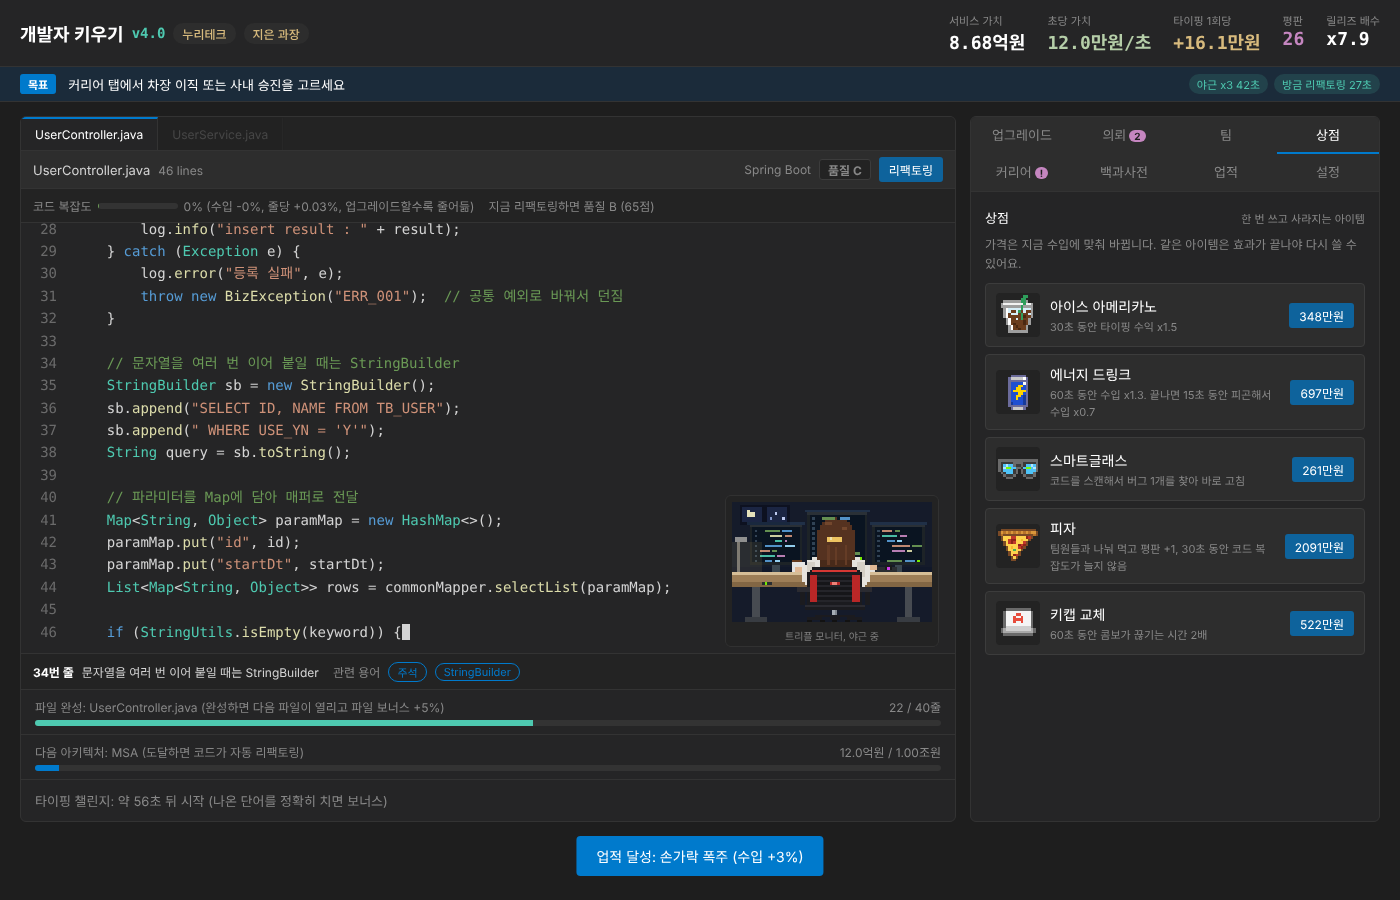 개발자 키우기 v4.0 누리테크 지은 과장
서비스 가치 8.68억원
초당 가치 12.0만원/초
타이핑 1회당 +16.1만원
평판 26
릴리즈 배수 x7.9
목표 커리어 탭에서 차장 이직 또는 사내 승진을 고르세요
야근 x3 42초 방금 리팩토링 27초
UserController.java UserService.java
UserController.java 46 lines Spring Boot 품질 C 리팩토링
코드 복잡도 0% (수입 -0%, 줄당 +0.03%, 업그레이드할수록 줄어듦) 지금 리팩토링하면 품질 B (65점)
28 log.info("insert result : " + result);
29 } catch (Exception e) {
30 log.error("등록 실패", e);
31 throw new BizException("ERR_001"); // 공통 예외로 바꿔서 던짐
32 }
33
34 // 문자열을 여러 번 이어 붙일 때는 StringBuilder
35 StringBuilder sb = new StringBuilder();
36 sb.append("SELECT ID, NAME FROM TB_USER");
37 sb.append(" WHERE USE_YN = 'Y'");
38 String query = sb.toString();
39
40 // 파라미터를 Map에 담아 매퍼로 전달
41 Map<String, Object> paramMap = new HashMap<>();
42 paramMap.put("id", id);
43 paramMap.put("startDt", startDt);
44 List<Map<String, Object>> rows = commonMapper.selectList(paramMap);
45
46 if (StringUtils.isEmpty(keyword)) {
트리플 모니터, 야근 중
34번 줄 문자열을 여러 번 이어 붙일 때는 StringBuilder 관련 용어 주석 StringBuilder
파일 완성: UserController.java (완성하면 다음 파일이 열리고 파일 보너스 +5%) 22 / 40줄
다음 아키텍처: MSA (도달하면 코드가 자동 리팩토링) 12.0억원 / 1.00조원
타이핑 챌린지: 약 56초 뒤 시작 (나온 단어를 정확히 치면 보너스)
업그레이드 의뢰 2 팀 상점
커리어 ! 백과사전 업적 설정
상점 한 번 쓰고 사라지는 아이템
가격은 지금 수입에 맞춰 바뀝니다. 같은 아이템은 효과가 끝나야 다시 쓸 수
있어요.
아이스 아메리카노
30초 동안 타이핑 수익 x1.5
348만원
에너지 드링크
60초 동안 수입 x1.3. 끝나면 15초 동안 피곤해서
수입 x0.7
697만원
스마트글래스
코드를 스캔해서 버그 1개를 찾아 바로 고침
261만원
피자
팀원들과 나눠 먹고 평판 +1, 30초 동안 코드 복
잡도가 늘지 않음
2091만원
키캡 교체
60초 동안 콤보가 끊기는 시간 2배
522만원
업적 달성: 손가락 폭주 (수입 +3%)